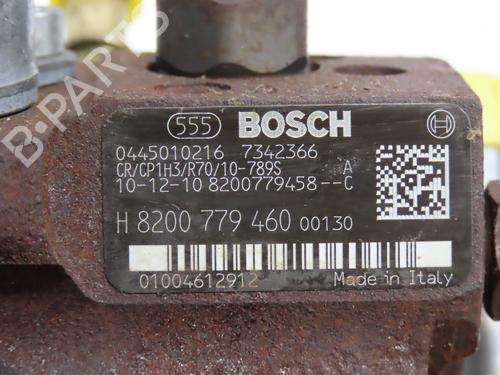 555 BOSCH
0445010216 7342366
CR/CP1H3/R70/10-789S A
10-12-10 8200779458--C
H 8200 779 460 00130
01004612912 Made in Italy
B-PARTS